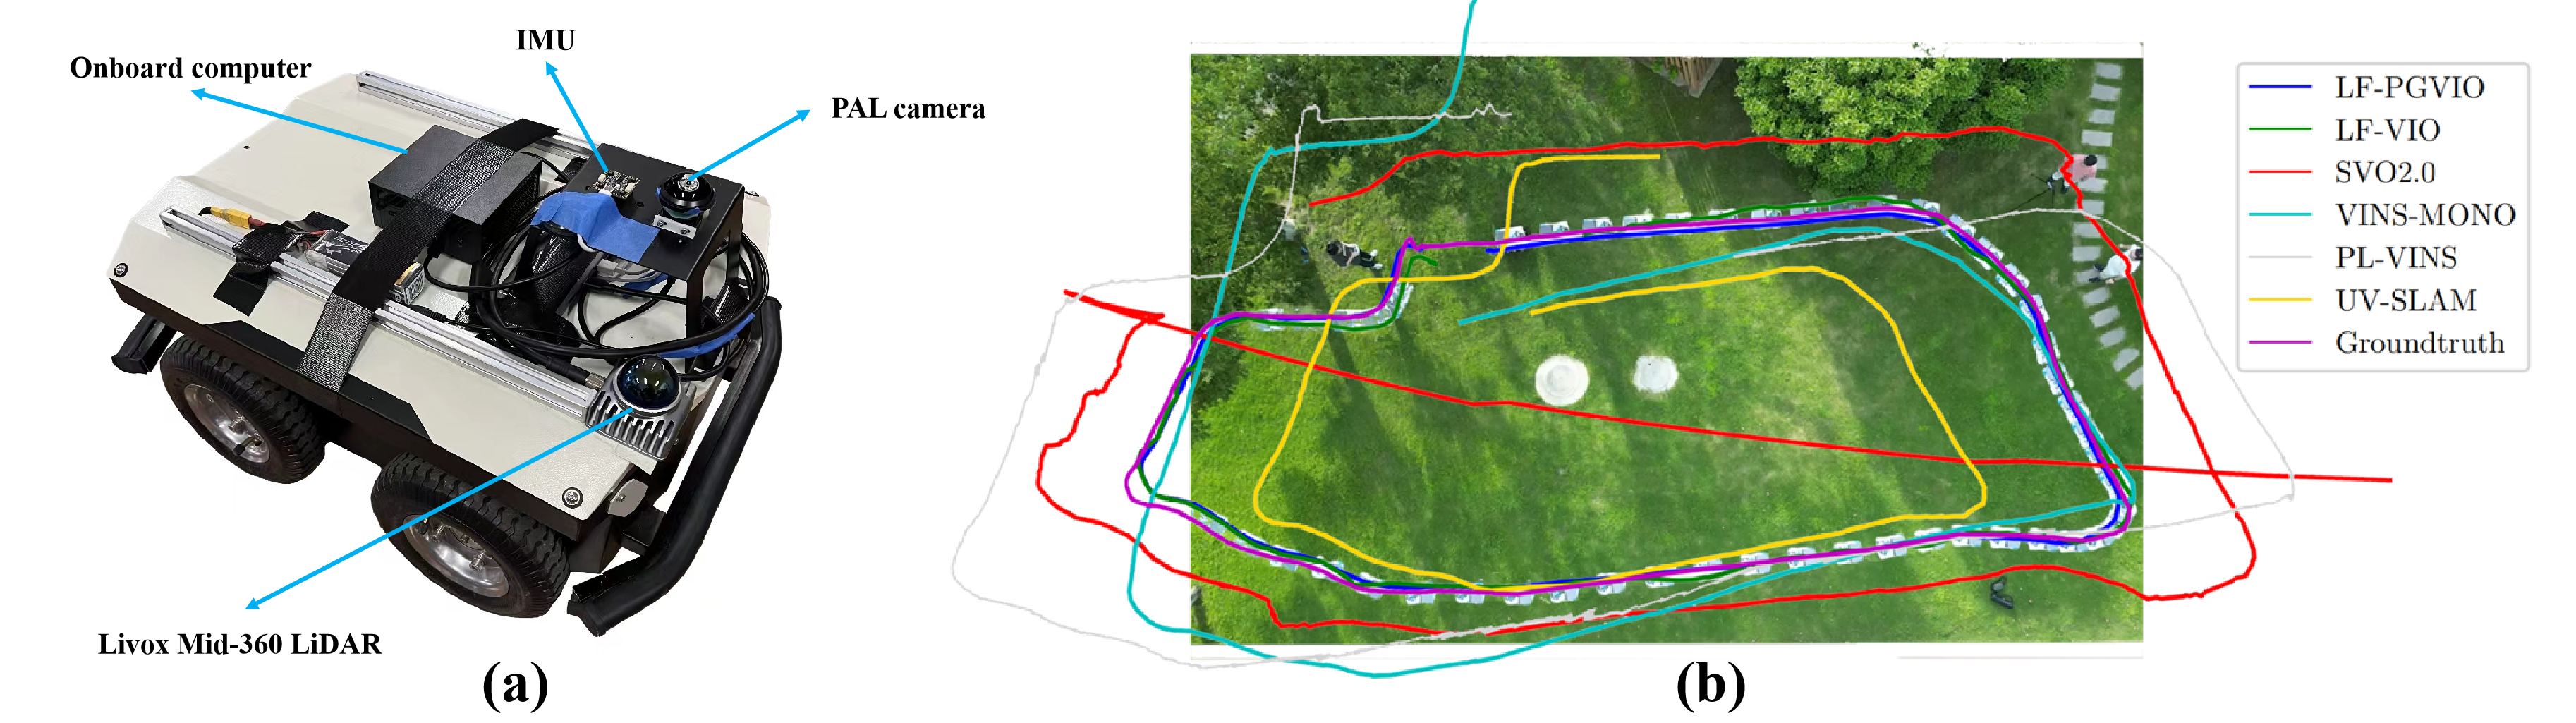 IMU
Onboard computer
PAL camera
Livox Mid-360 LiDAR
(a)
LF-PGVIO
LF-VIO
SVO2.0
VINS-MONO
PL-VINS
UV-SLAM
Groundtruth
(b)